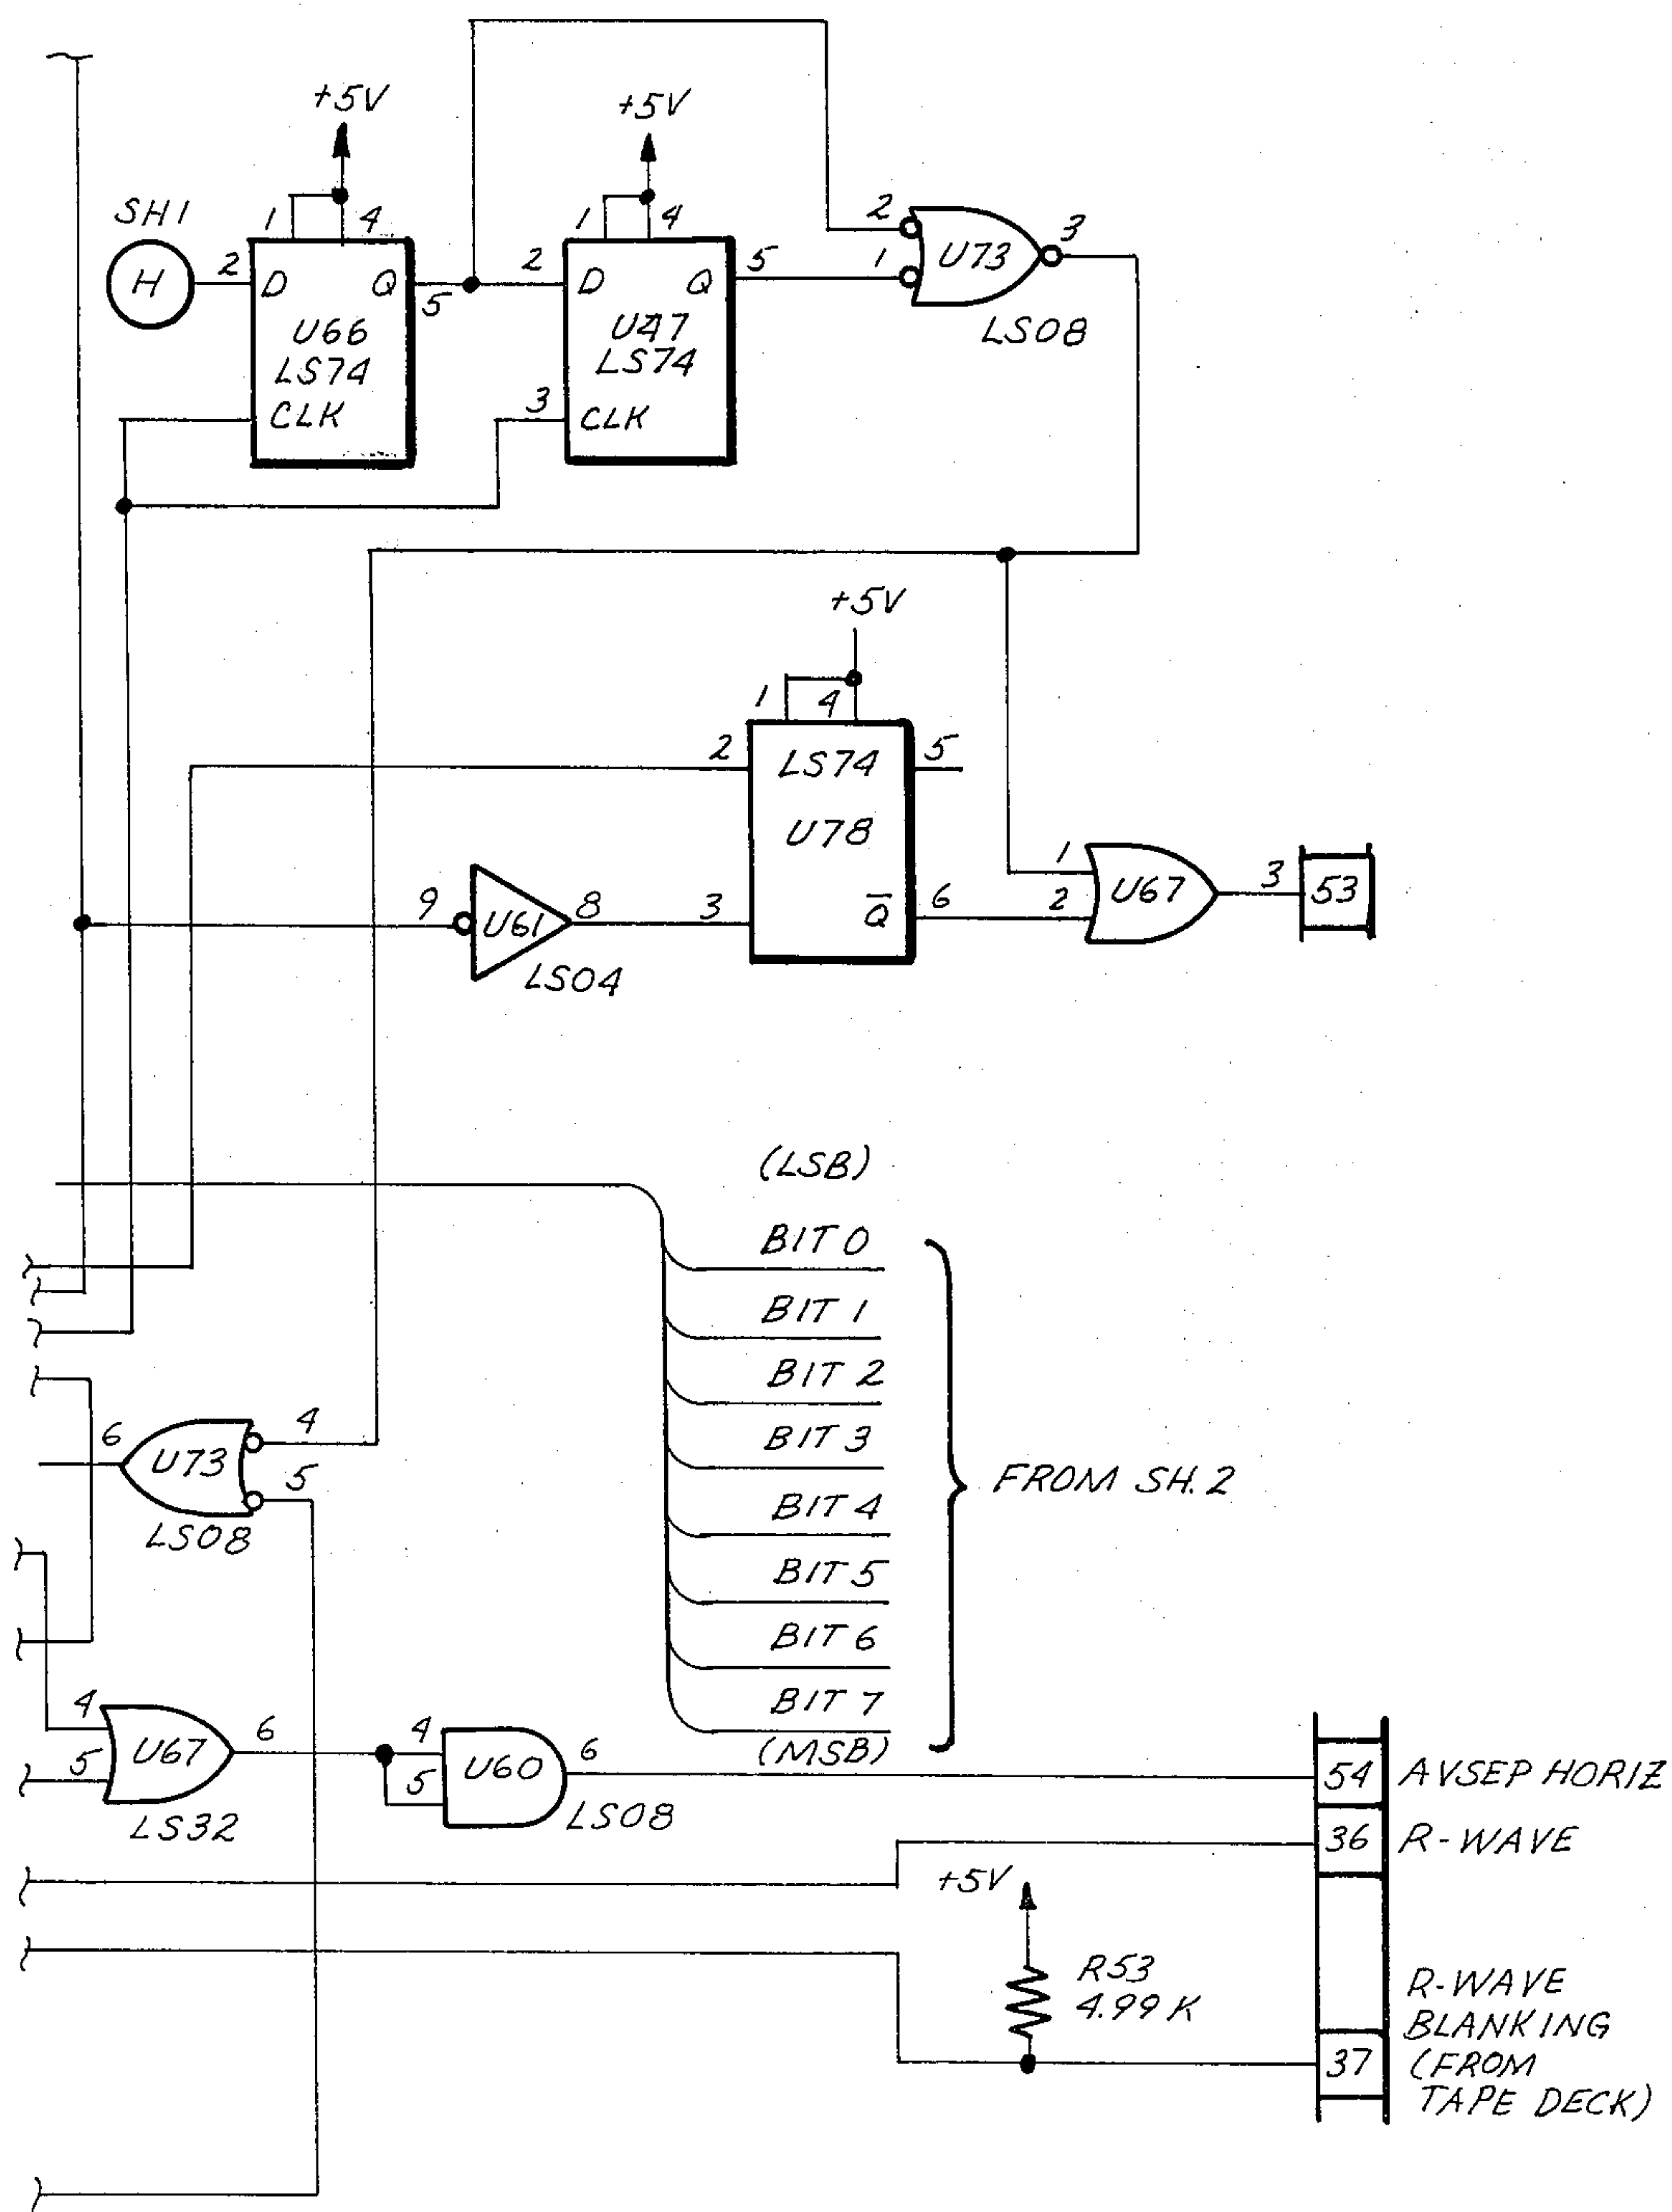 +5V
+5V
SH1
H
1
4
2
D
Q
5
U66
LS74
CLK
1
4
2
D
Q
5
U47
LS74
3
CLK
2
1
U73
3
LS08
+5V
1
4
2
LS74
5
U78
3
Q̅
6
9
U61
8
LS04
1
2
U67
3
53
(LSB)
BIT 0
BIT 1
BIT 2
BIT 3
BIT 4
BIT 5
BIT 6
BIT 7
(MSB)
FROM SH. 2
6
U73
4
5
LS08
4
5
U67
6
LS32
4
5
U60
6
LS08
54
AVSEP HORIZ
36
R-WAVE
+5V
R53
4.99K
37
R-WAVE
BLANKING
(FROM
TAPE DECK)